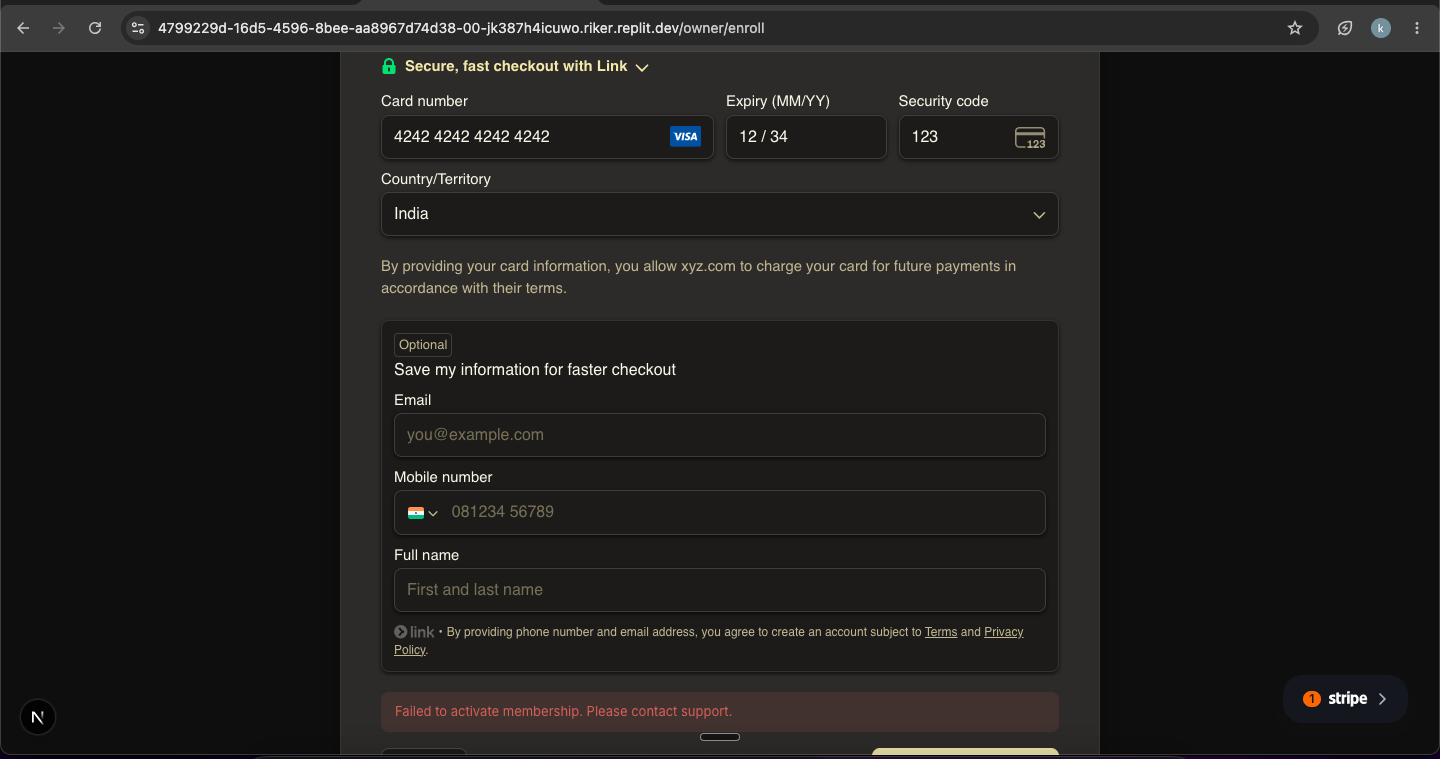 4799229d-16d5-4596-8bee-aa8967d74d38-00-jk387h4icuwo.riker.replit.dev/owner/enroll
k
Secure, fast checkout with Link
Card number
Expiry (MM/YY)
Security code
4242 4242 4242 4242
VISA
12 / 34
123
123
Country/Territory
India
By providing your card information, you allow xyz.com to charge your card for future payments in
accordance with their terms.
Optional
Save my information for faster checkout
Email
you@example.com
Mobile number
081234 56789
Full name
First and last name
link • By providing phone number and email address, you agree to create an account subject to Terms and Privacy
Policy.
Failed to activate membership. Please contact support.
N
1 stripe